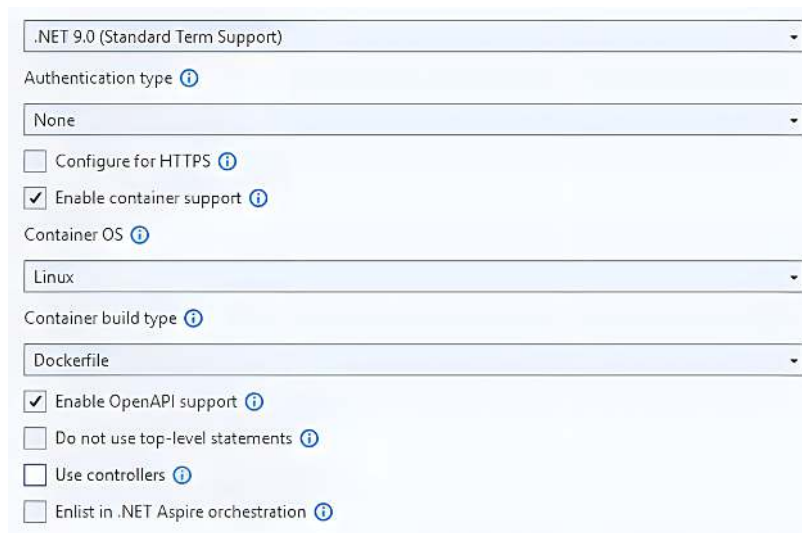 .NET 9.0 (Standard Term Support)
Authentication type
None
Configure for HTTPS
Enable container support
Container OS
Linux
Container build type
Dockerfile
Enable OpenAPI support
Do not use top-level statements
Use controllers
Enlist in .NET Aspire orchestration